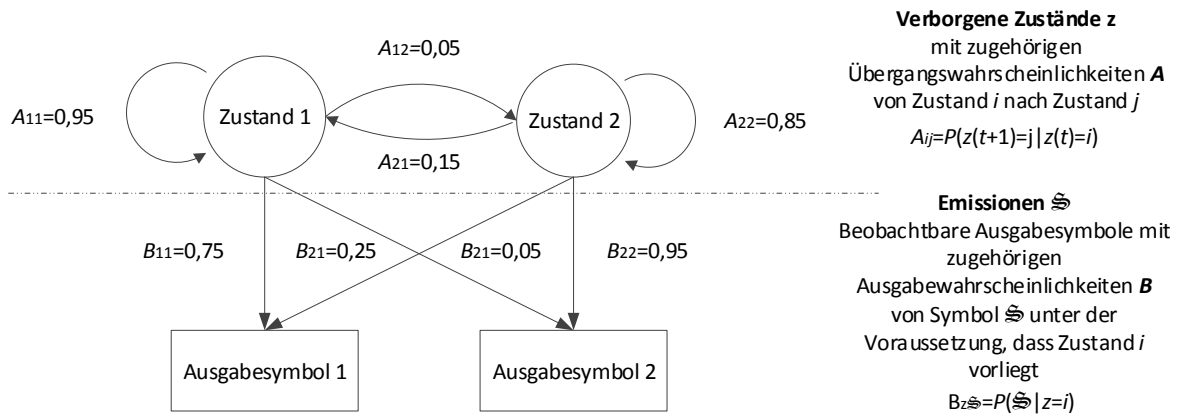 A12=0,05
A11=0,95
Zustand 1
Zustand 2
A22=0,85
A21=0,15
B11=0,75
B21=0,25
B21=0,05
B22=0,95
Ausgabesymbol 1
Ausgabesymbol 2
Verborgene Zustände z
mit zugehörigen
Übergangswahrscheinlichkeiten A
von Zustand i nach Zustand j
Aij=P(z(t+1)=j|z(t)=i)
Emissionen 𝔖
Beobachtbare Ausgabesymbole mit
zugehörigen
Ausgabewahrscheinlichkeiten B
von Symbol 𝔖 unter der
Voraussetzung, dass Zustand i
vorliegt
Bz𝔖=P(𝔖|z=i)